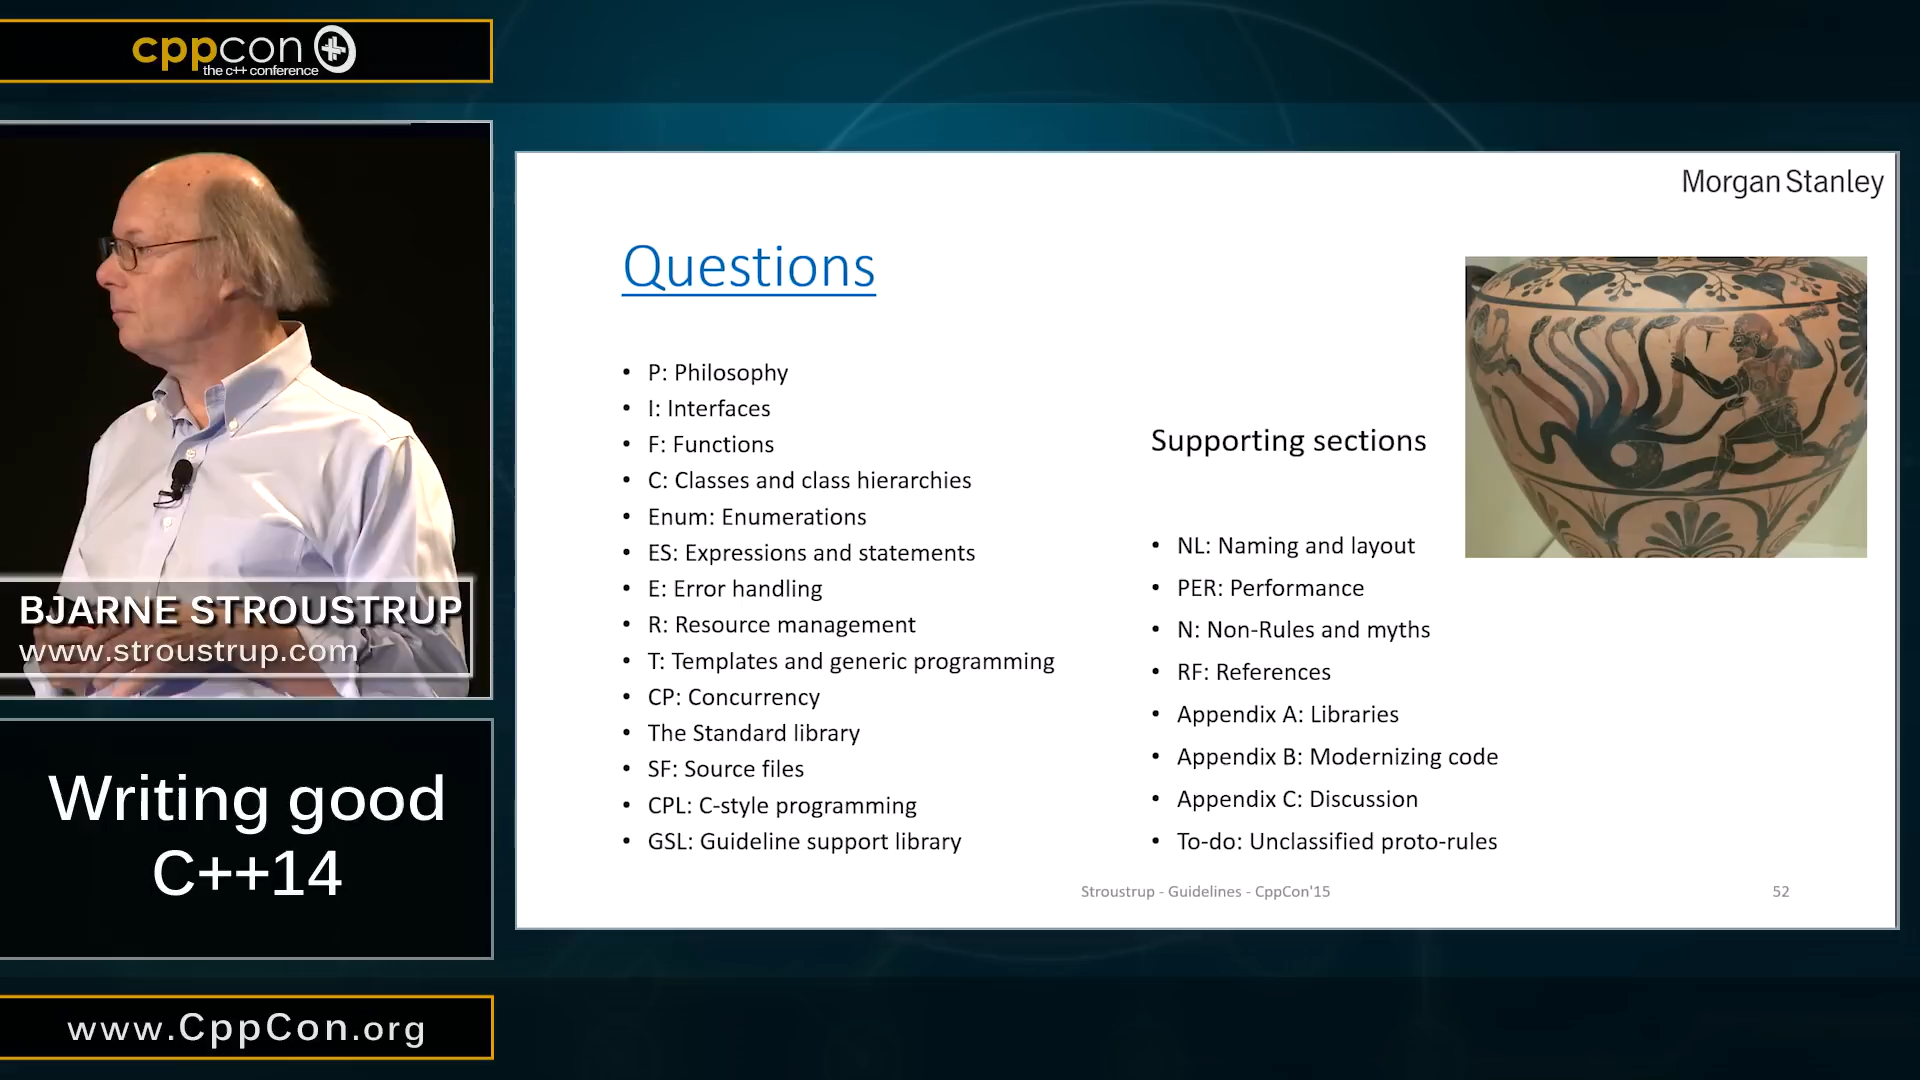 cppcon
the c++ conference
BJARNE STROUSTRUP
www.stroustrup.com
Writing good
C++14
www.CppCon.org
Morgan Stanley
Questions
• P: Philosophy
• I: Interfaces
• F: Functions
• C: Classes and class hierarchies
• Enum: Enumerations
• ES: Expressions and statements
• E: Error handling
• R: Resource management
• T: Templates and generic programming
• CP: Concurrency
• The Standard library
• SF: Source files
• CPL: C-style programming
• GSL: Guideline support library
Supporting sections
• NL: Naming and layout
• PER: Performance
• N: Non-Rules and myths
• RF: References
• Appendix A: Libraries
• Appendix B: Modernizing code
• Appendix C: Discussion
• To-do: Unclassified proto-rules
Stroustrup - Guidelines - CppCon'15
52